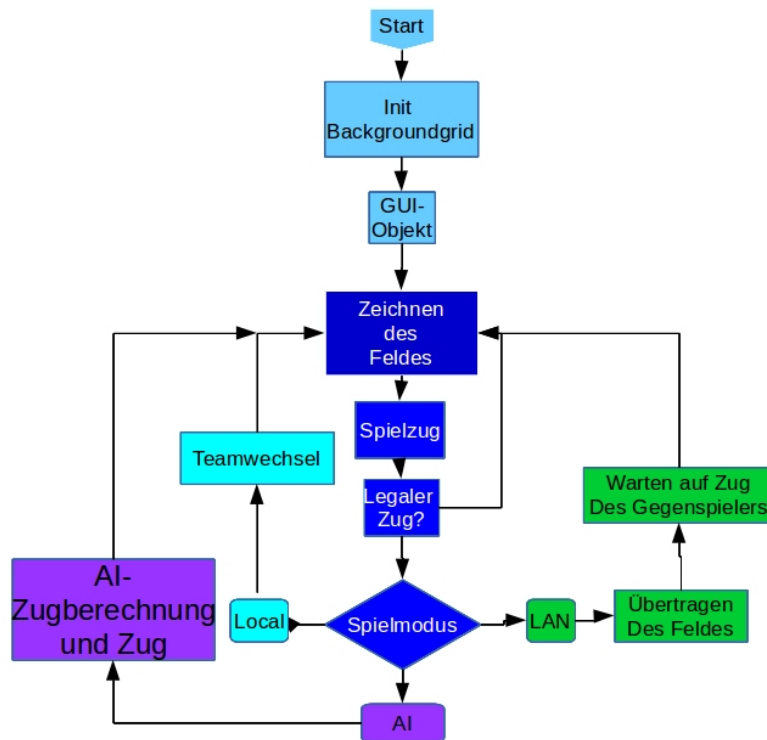 Start
Init
Backgroundgrid
GUI-
Objekt
Zeichnen
des
Feldes
Spielzug
Teamwechsel
Legaler
Zug?
Warten auf Zug
Des Gegenspielers
AI-
Zugberechnung
und Zug
Local
Spielmodus
LAN
Übertragen
Des Feldes
AI